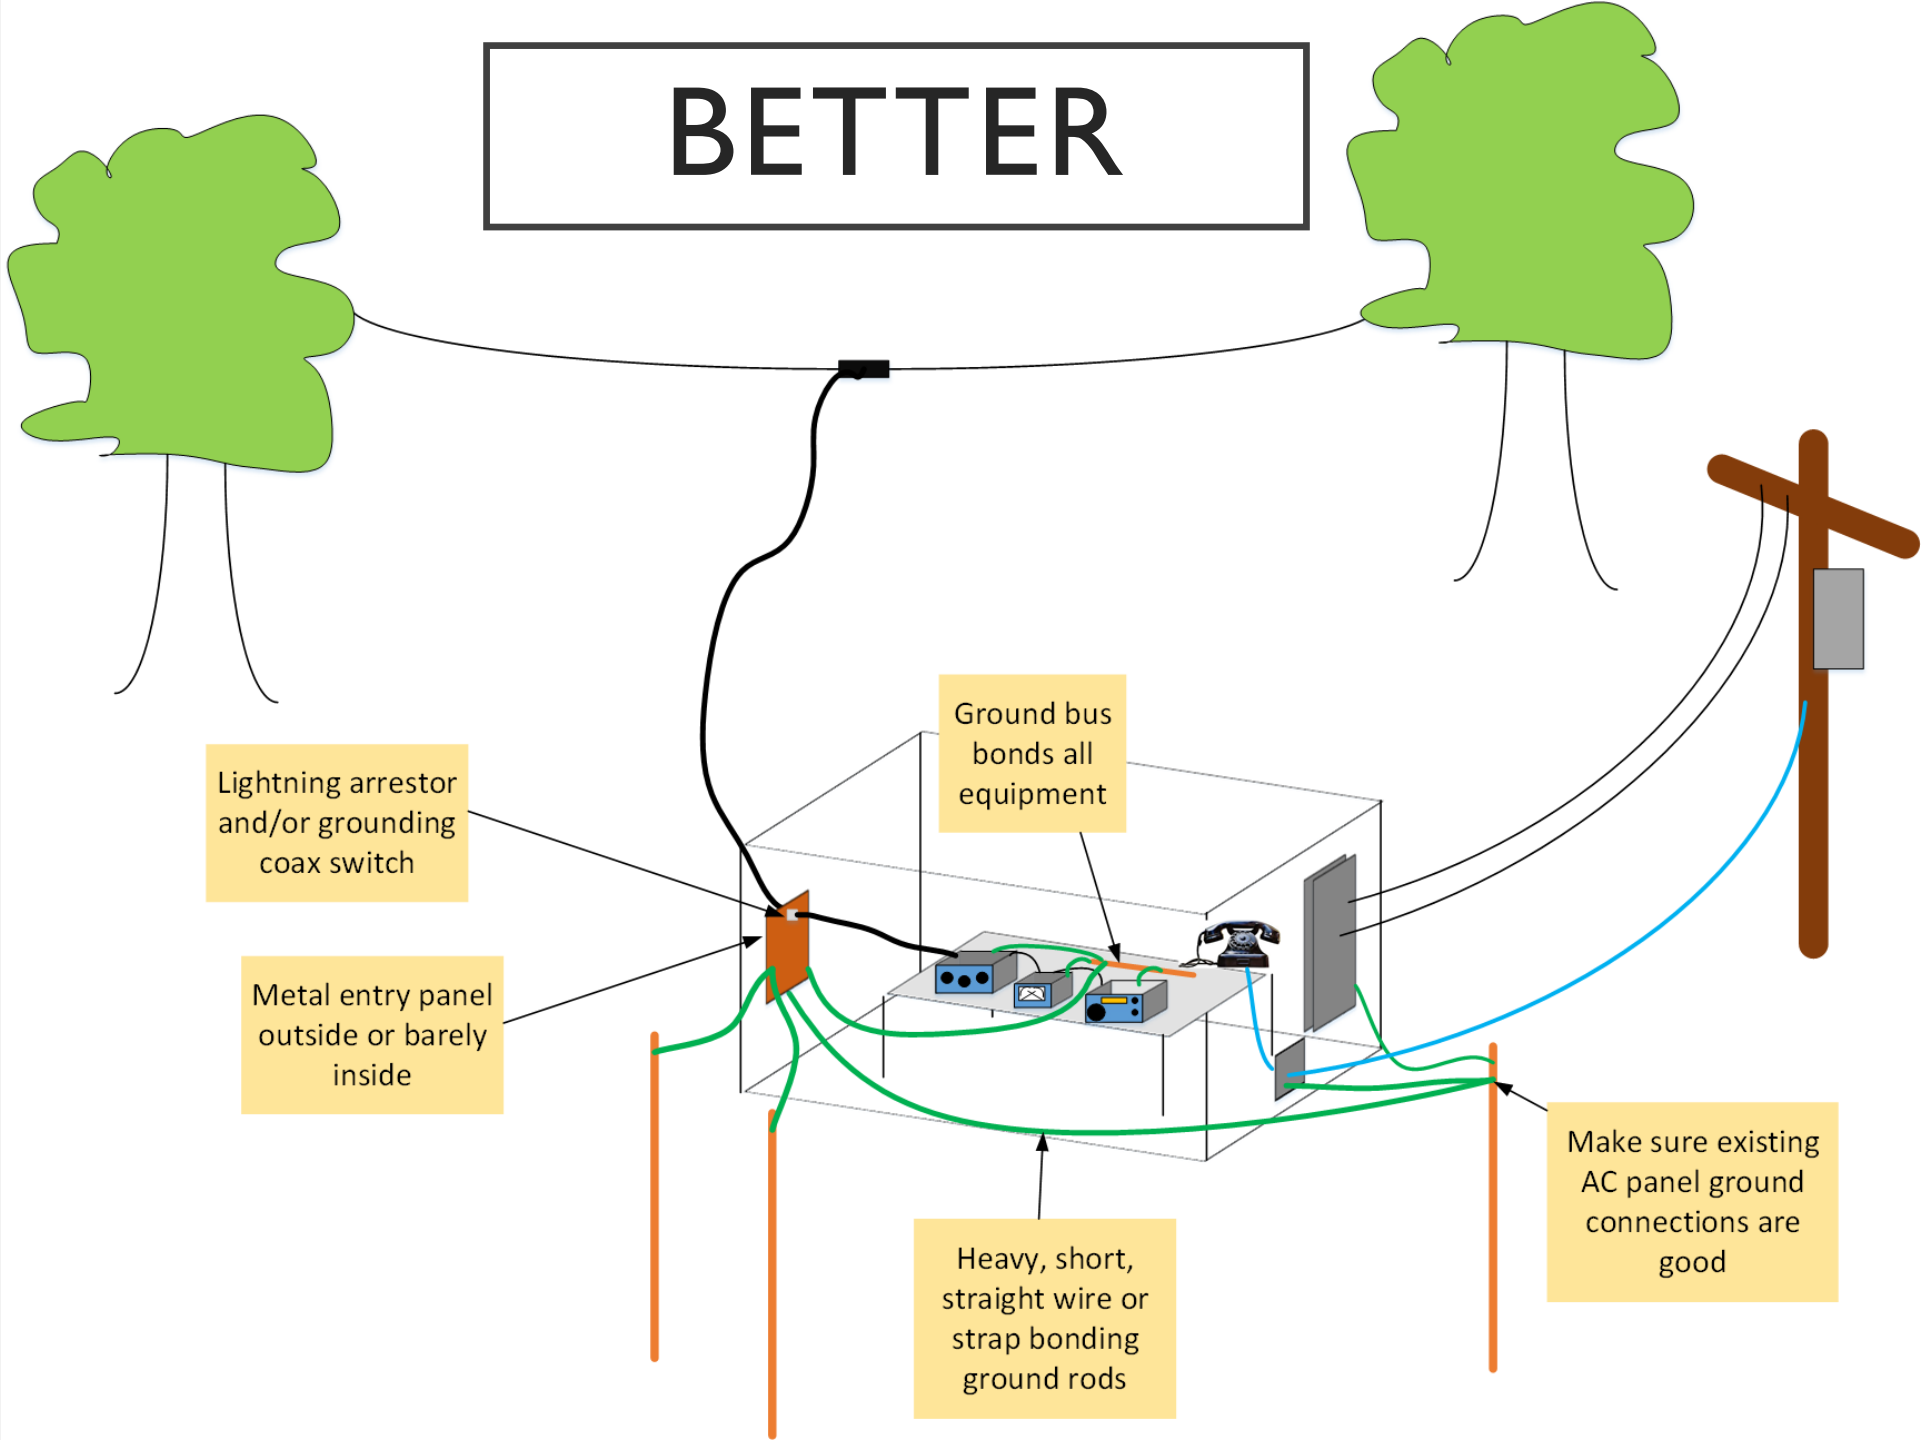 BETTER
Ground bus
bonds all
equipment
Lightning arrestor
and/or grounding
coax switch
Metal entry panel
outside or barely
inside
Make sure existing
AC panel ground
connections are
good
Heavy, short,
straight wire or
strap bonding
ground rods